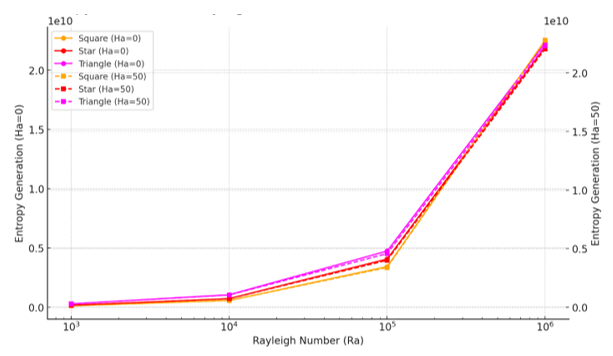 1e10
1e10
Square (Ha=0)
Star (Ha=0)
Triangle (Ha=0)
Square (Ha=50)
Star (Ha=50)
Triangle (Ha=50)
Entropy Generation (Ha=0)
2.0
1.5
1.0
0.5
0.0
2.0
1.5
1.0
0.5
0.0
Entropy Generation (Ha=50)
10³
10⁴
10⁵
10⁶
Rayleigh Number (Ra)